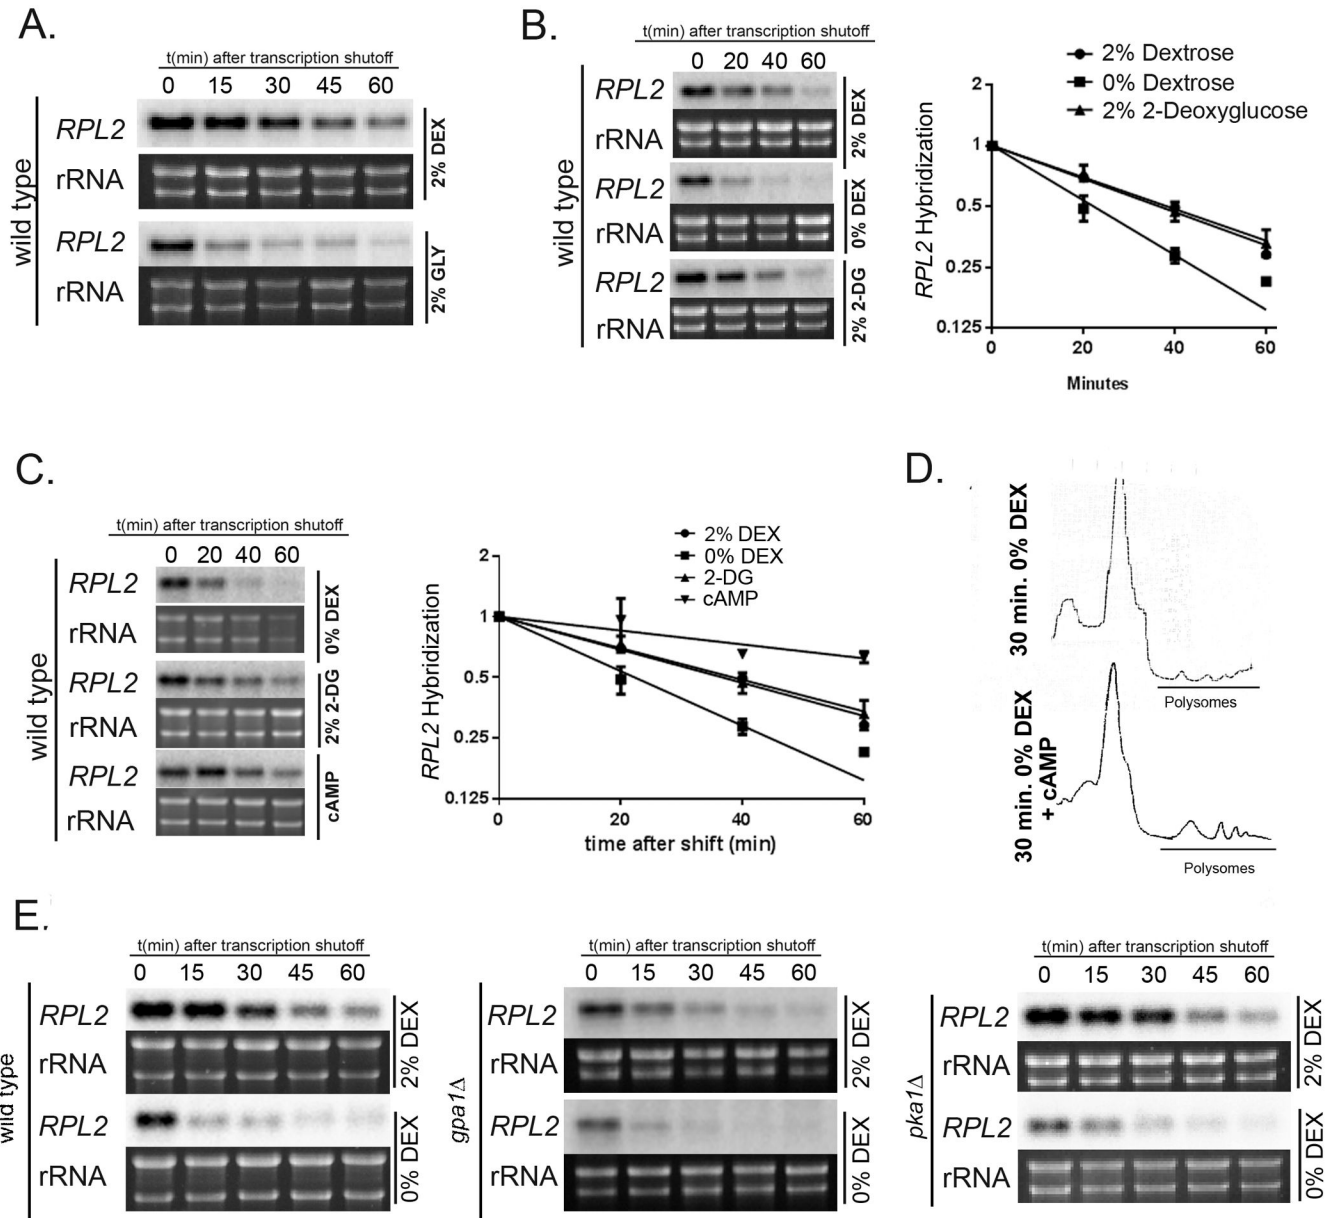 A.
t(min) after transcription shutoff
0 15 30 45 60
wild type
RPL2
rRNA
2% DEX
RPL2
rRNA
2% GLY
B.
t(min) after transcription shutoff
0 20 40 60
wild type
RPL2
rRNA
2% DEX
RPL2
rRNA
0% DEX
RPL2
rRNA
2% 2-DG
2% Dextrose
0% Dextrose
2% 2-Deoxyglucose
RPL2 Hybridization
2
1
0.5
0.25
0.125
0 20 40 60
Minutes
C.
t(min) after transcription shutoff
0 20 40 60
wild type
RPL2
rRNA
0% DEX
RPL2
rRNA
2% 2-DG
RPL2
rRNA
cAMP
2% DEX
0% DEX
2-DG
cAMP
RPL2 Hybridization
2
1
0.5
0.25
0.125
0 20 40 60
time after shift (min)
D.
30 min. 0% DEX
Polysomes
30 min. 0% DEX
+ cAMP
Polysomes
E.
t(min) after transcription shutoff
0 15 30 45 60
wild type
RPL2
rRNA
2% DEX
RPL2
rRNA
0% DEX
t(min) after transcription shutoff
0 15 30 45 60
gpa1Δ
RPL2
rRNA
2% DEX
RPL2
rRNA
0% DEX
t(min) after transcription shutoff
0 15 30 45 60
pka1Δ
RPL2
rRNA
2% DEX
RPL2
rRNA
0% DEX